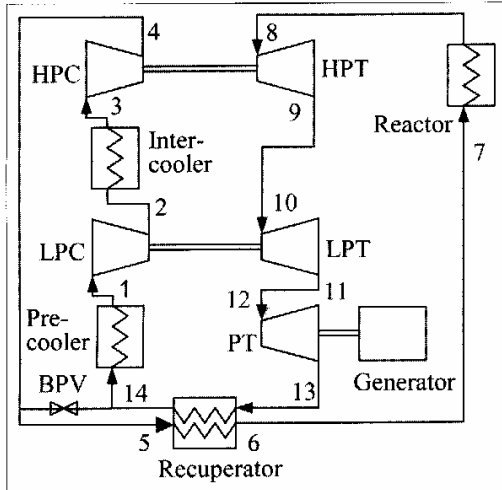 4
8
HPC
HPT
Reactor
3
9
7
Inter-
cooler
2
10
LPC
LPT
1
12
11
Pre-
cooler
PT
BPV
14
13
Generator
5
6
Recuperator